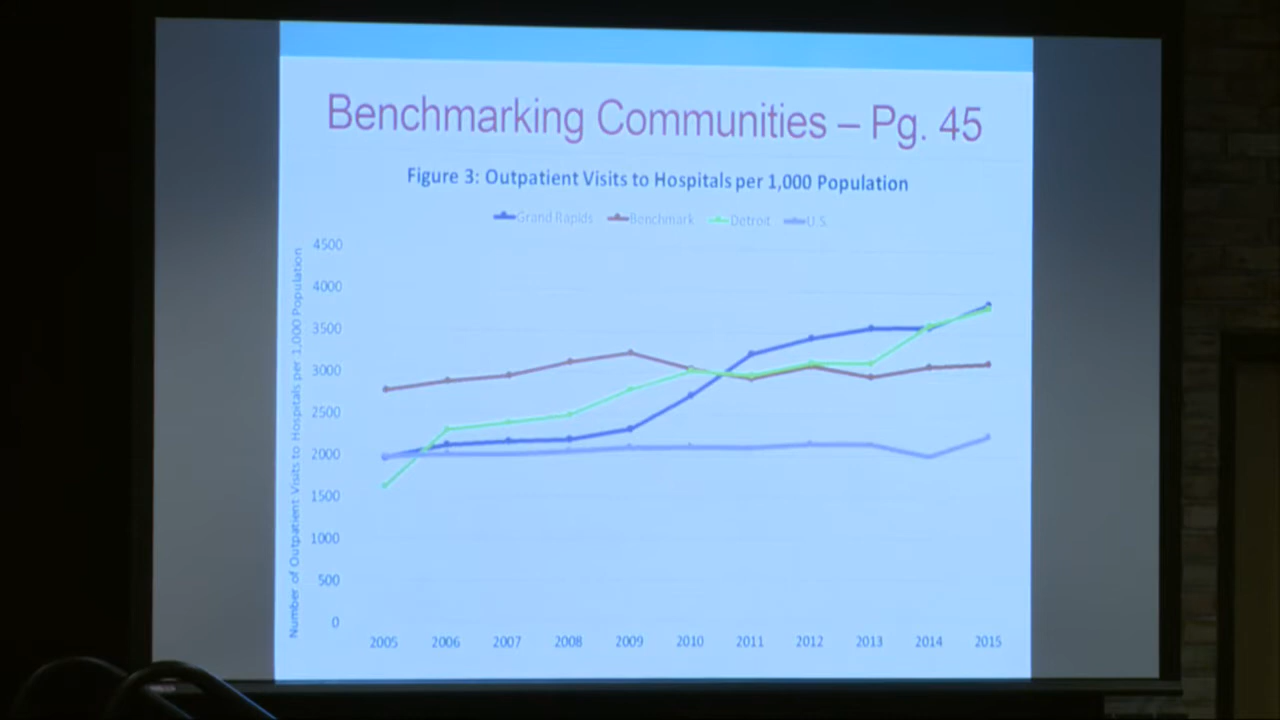 Benchmarking Communities – Pg. 45
Figure 3: Outpatient Visits to Hospitals per 1,000 Population
Grand Rapids Benchmark Detroit U.S.
Number of Outpatient Visits to Hospitals per 1,000 Population
4500
4000
3500
3000
2500
2000
1500
1000
500
0
2005 2006 2007 2008 2009 2010 2011 2012 2013 2014 2015